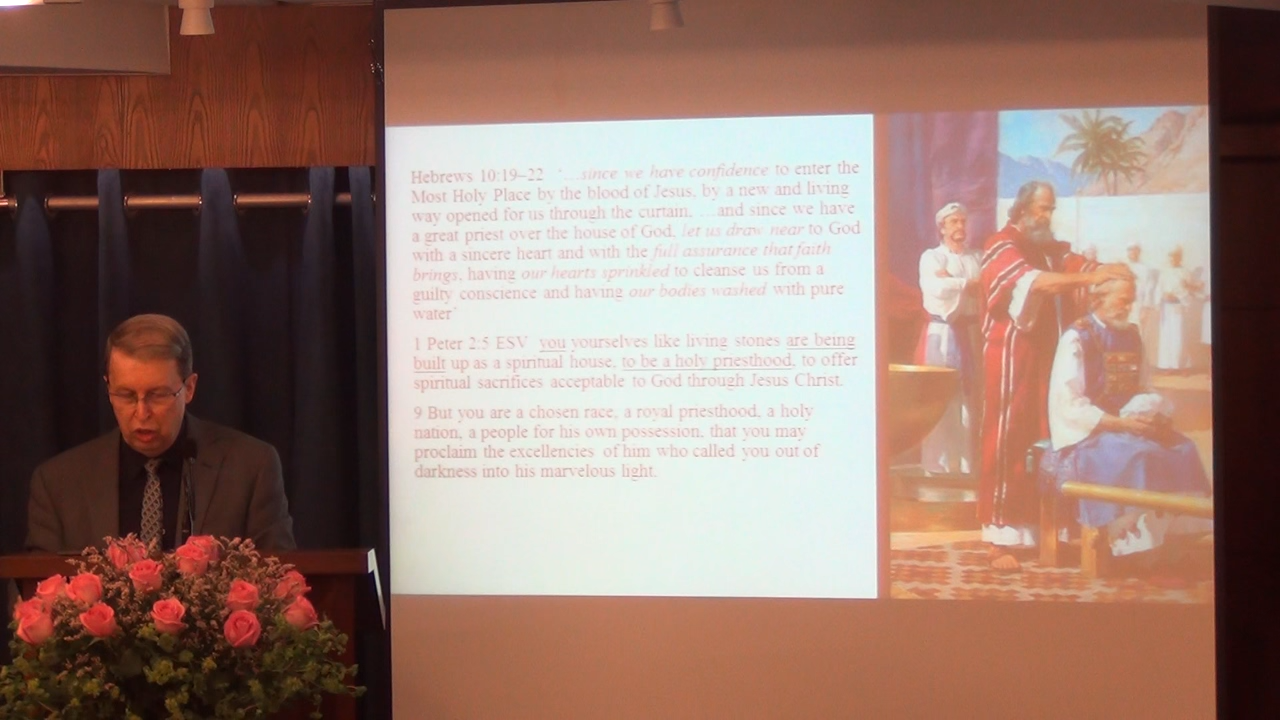 Hebrews 10:19–22 '…since we have confidence to enter the
Most Holy Place by the blood of Jesus, by a new and living
way opened for us through the curtain, …and since we have
a great priest over the house of God, let us draw near to God
with a sincere heart and with the full assurance that faith
brings, having our hearts sprinkled to cleanse us from a
guilty conscience and having our bodies washed with pure
water'
1 Peter 2:5 ESV you yourselves like living stones are being
built up as a spiritual house, to be a holy priesthood, to offer
spiritual sacrifices acceptable to God through Jesus Christ.
9 But you are a chosen race, a royal priesthood, a holy
nation, a people for his own possession, that you may
proclaim the excellencies of him who called you out of
darkness into his marvelous light.